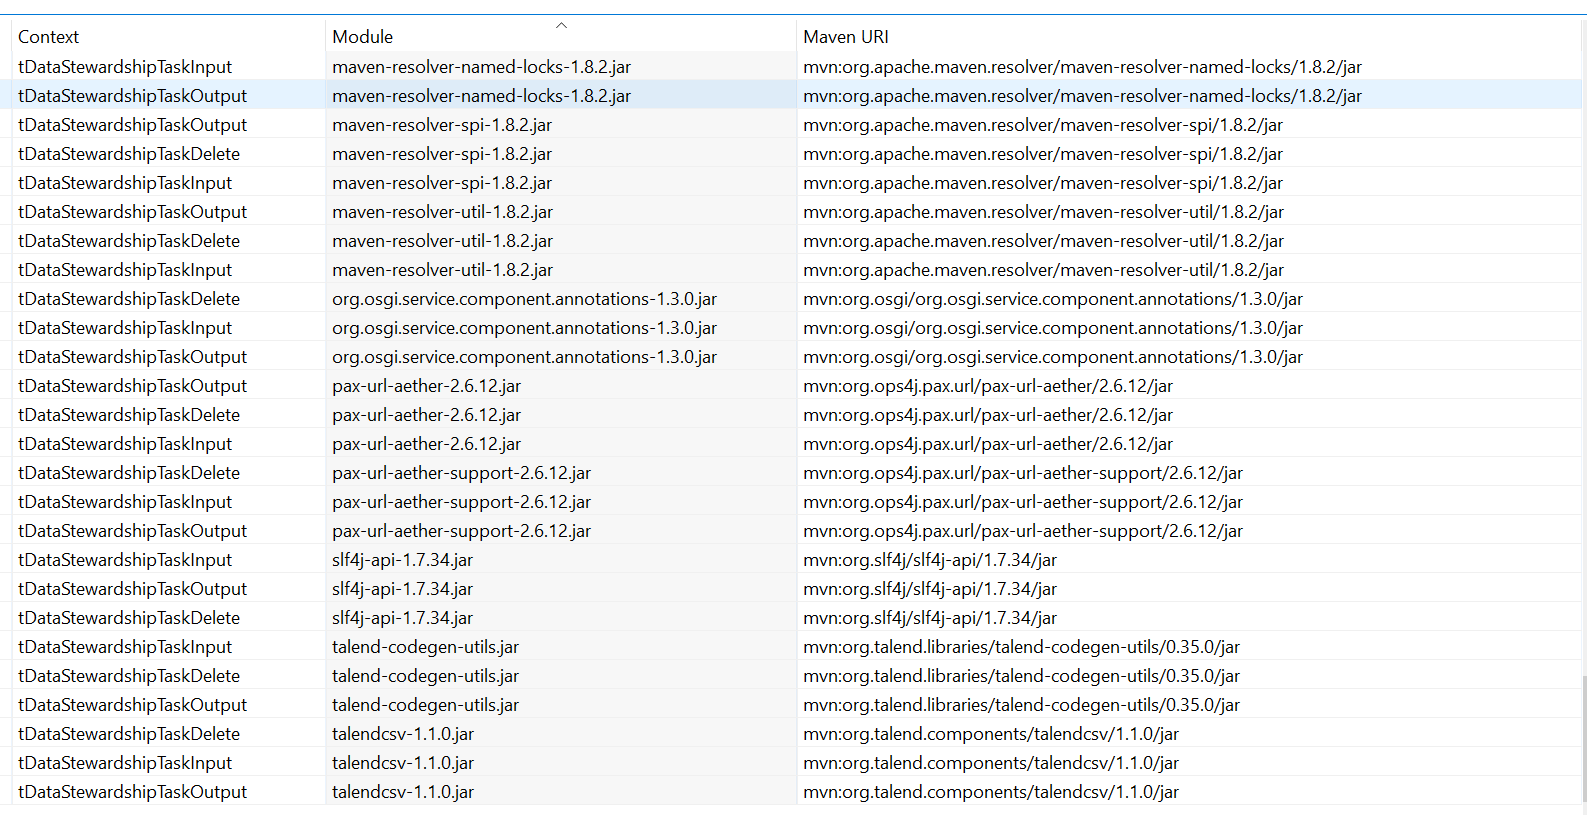 Context Module Maven URI
tDataStewardshipTaskInput maven-resolver-named-locks-1.8.2.jar mvn:org.apache.maven.resolver/maven-resolver-named-locks/1.8.2/jar
tDataStewardshipTaskOutput maven-resolver-named-locks-1.8.2.jar mvn:org.apache.maven.resolver/maven-resolver-named-locks/1.8.2/jar
tDataStewardshipTaskOutput maven-resolver-spi-1.8.2.jar mvn:org.apache.maven.resolver/maven-resolver-spi/1.8.2/jar
tDataStewardshipTaskDelete maven-resolver-spi-1.8.2.jar mvn:org.apache.maven.resolver/maven-resolver-spi/1.8.2/jar
tDataStewardshipTaskInput maven-resolver-spi-1.8.2.jar mvn:org.apache.maven.resolver/maven-resolver-spi/1.8.2/jar
tDataStewardshipTaskOutput maven-resolver-util-1.8.2.jar mvn:org.apache.maven.resolver/maven-resolver-util/1.8.2/jar
tDataStewardshipTaskDelete maven-resolver-util-1.8.2.jar mvn:org.apache.maven.resolver/maven-resolver-util/1.8.2/jar
tDataStewardshipTaskInput maven-resolver-util-1.8.2.jar mvn:org.apache.maven.resolver/maven-resolver-util/1.8.2/jar
tDataStewardshipTaskDelete org.osgi.service.component.annotations-1.3.0.jar mvn:org.osgi/org.osgi.service.component.annotations/1.3.0/jar
tDataStewardshipTaskInput org.osgi.service.component.annotations-1.3.0.jar mvn:org.osgi/org.osgi.service.component.annotations/1.3.0/jar
tDataStewardshipTaskOutput org.osgi.service.component.annotations-1.3.0.jar mvn:org.osgi/org.osgi.service.component.annotations/1.3.0/jar
tDataStewardshipTaskOutput pax-url-aether-2.6.12.jar mvn:org.ops4j.pax.url/pax-url-aether/2.6.12/jar
tDataStewardshipTaskDelete pax-url-aether-2.6.12.jar mvn:org.ops4j.pax.url/pax-url-aether/2.6.12/jar
tDataStewardshipTaskInput pax-url-aether-2.6.12.jar mvn:org.ops4j.pax.url/pax-url-aether/2.6.12/jar
tDataStewardshipTaskDelete pax-url-aether-support-2.6.12.jar mvn:org.ops4j.pax.url/pax-url-aether-support/2.6.12/jar
tDataStewardshipTaskInput pax-url-aether-support-2.6.12.jar mvn:org.ops4j.pax.url/pax-url-aether-support/2.6.12/jar
tDataStewardshipTaskOutput pax-url-aether-support-2.6.12.jar mvn:org.ops4j.pax.url/pax-url-aether-support/2.6.12/jar
tDataStewardshipTaskInput slf4j-api-1.7.34.jar mvn:org.slf4j/slf4j-api/1.7.34/jar
tDataStewardshipTaskOutput slf4j-api-1.7.34.jar mvn:org.slf4j/slf4j-api/1.7.34/jar
tDataStewardshipTaskDelete slf4j-api-1.7.34.jar mvn:org.slf4j/slf4j-api/1.7.34/jar
tDataStewardshipTaskInput talend-codegen-utils.jar mvn:org.talend.libraries/talend-codegen-utils/0.35.0/jar
tDataStewardshipTaskDelete talend-codegen-utils.jar mvn:org.talend.libraries/talend-codegen-utils/0.35.0/jar
tDataStewardshipTaskOutput talend-codegen-utils.jar mvn:org.talend.libraries/talend-codegen-utils/0.35.0/jar
tDataStewardshipTaskDelete talendcsv-1.1.0.jar mvn:org.talend.components/talendcsv/1.1.0/jar
tDataStewardshipTaskInput talendcsv-1.1.0.jar mvn:org.talend.components/talendcsv/1.1.0/jar
tDataStewardshipTaskOutput talendcsv-1.1.0.jar mvn:org.talend.components/talendcsv/1.1.0/jar